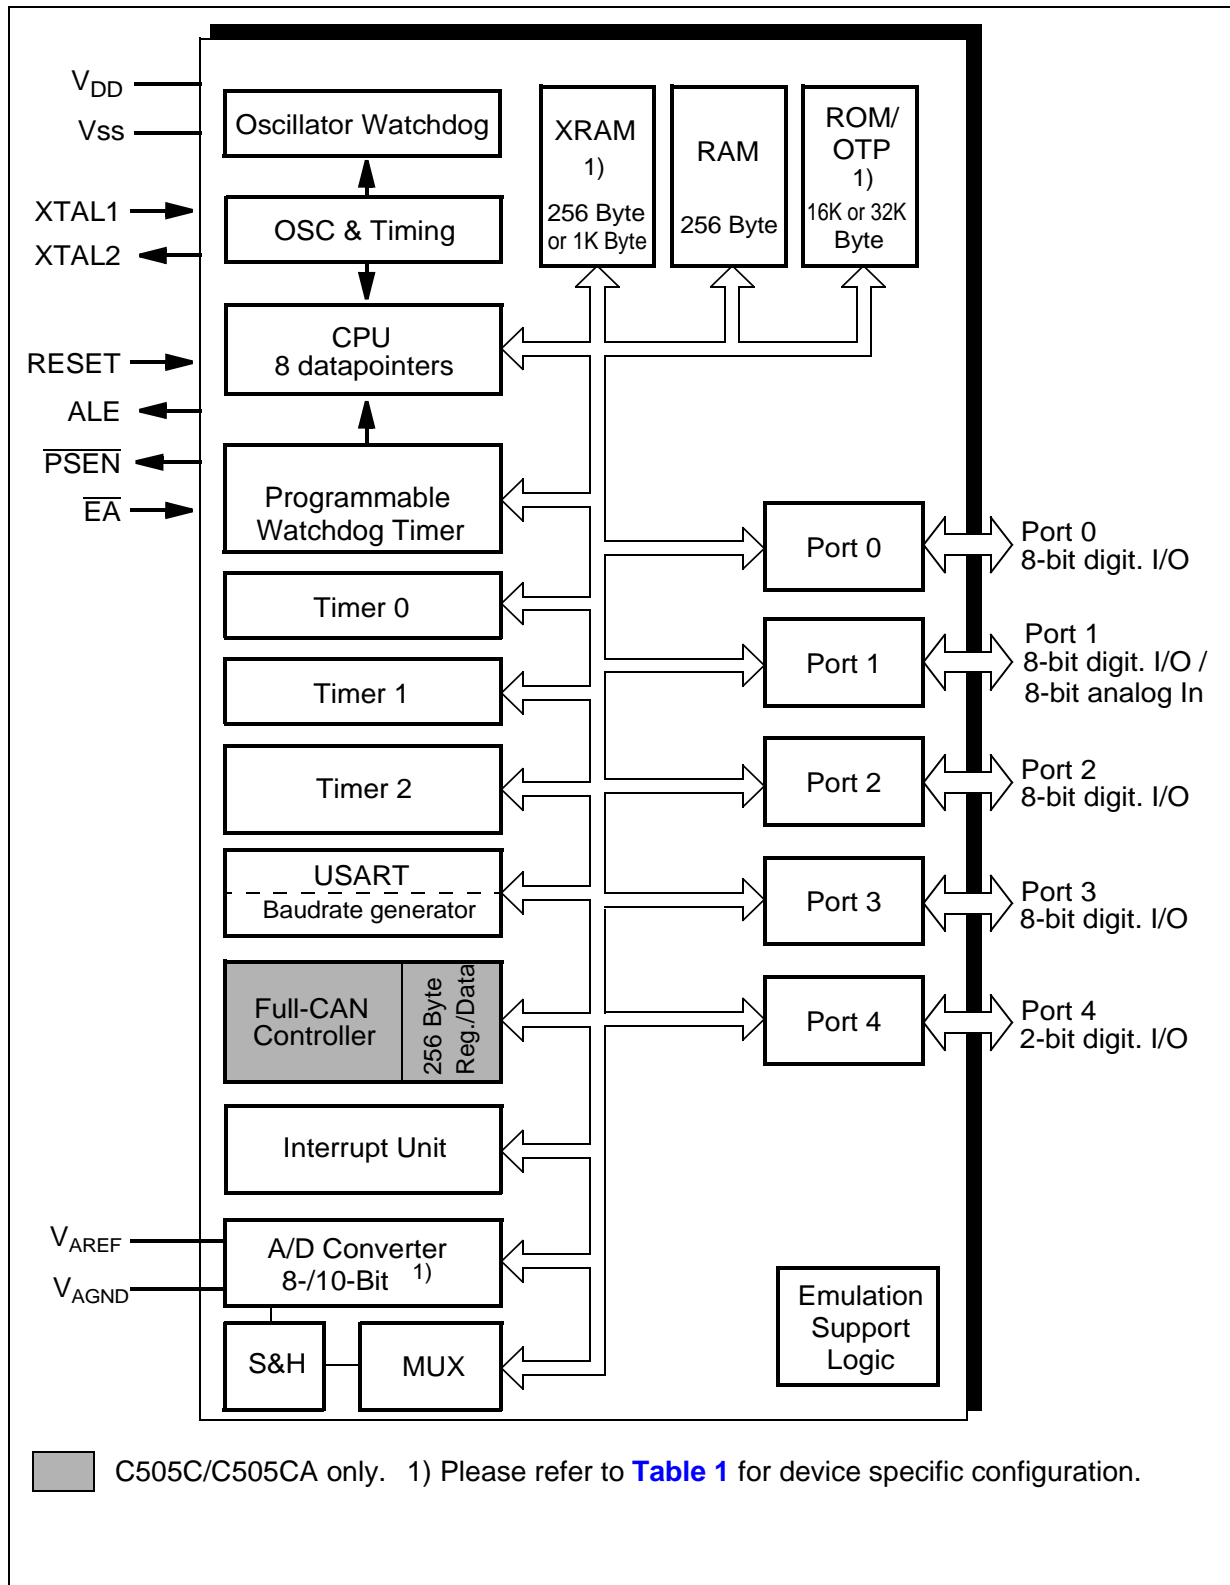 VDD
Vss
XTAL1
XTAL2
RESET
ALE
PSEN
EA
VAREF
VAGND
Oscillator Watchdog
OSC & Timing
CPU
8 datapointers
Programmable
Watchdog Timer
Timer 0
Timer 1
Timer 2
USART
Baudrate generator
Full-CAN
Controller
256 Byte
Reg./Data
Interrupt Unit
A/D Converter
8-/10-Bit 1)
S&H
MUX
XRAM
1)
256 Byte
or 1K Byte
RAM
256 Byte
ROM/
OTP
1)
16K or 32K
Byte
Port 0
Port 1
Port 2
Port 3
Port 4
Port 0
8-bit digit. I/O
Port 1
8-bit digit. I/O /
8-bit analog In
Port 2
8-bit digit. I/O
Port 3
8-bit digit. I/O
Port 4
2-bit digit. I/O
Emulation
Support
Logic
C505C/C505CA only. 1) Please refer to Table 1 for device specific configuration.